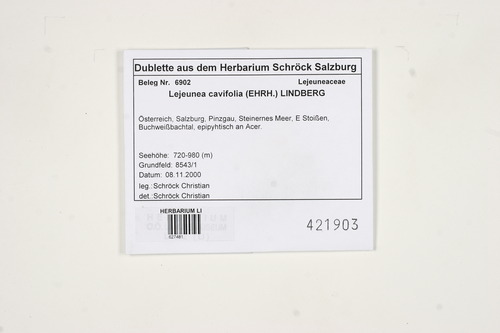 Dublette aus dem Herbarium Schröck Salzburg
Beleg Nr. 6902 Lejeuneaceae
Lejeunea cavifolia (EHRH.) LINDBERG
Österreich, Salzburg, Pinzgau, Steinernes Meer, E Stoißen,
Buchweißbachtal, epipyhtisch an Acer.
Seehöhe: 720-980 (m)
Grundfeld: 8543/1
Datum: 08.11.2000
leg.: Schröck Christian
det.: Schröck Christian
HERBARIUM LI
421903